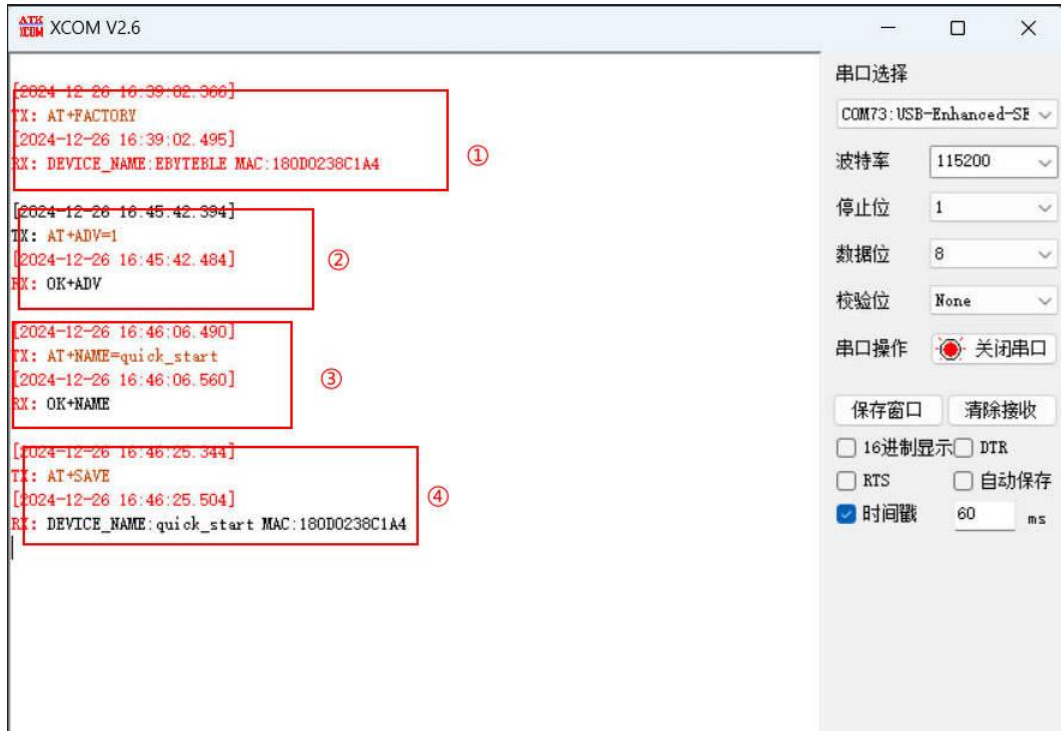 ATK
XCOM
XCOM V2.6
[2024-12-26 16:39:02.366]
TX: AT+FACTORY
[2024-12-26 16:39:02.495]
RX: DEVICE_NAME:EBYTEBLE MAC:180D0238C1A4
①
[2024-12-26 16:45:42.394]
TX: AT+ADV=1
[2024-12-26 16:45:42.484]
RX: OK+ADV
②
[2024-12-26 16:46:06.490]
TX: AT+NAME=quick_start
[2024-12-26 16:46:06.560]
RX: OK+NAME
③
[2024-12-26 16:46:25.344]
TX: AT+SAVE
[2024-12-26 16:46:25.504]
RX: DEVICE_NAME:quick_start MAC:180D0238C1A4
④
串口选择
COM73:USB-Enhanced-SE
波特率 115200
停止位 1
数据位 8
校验位 None
串口操作 关闭串口
保存窗口 清除接收
16进制显示 DTR
RTS 自动保存
时间戳 60 ms